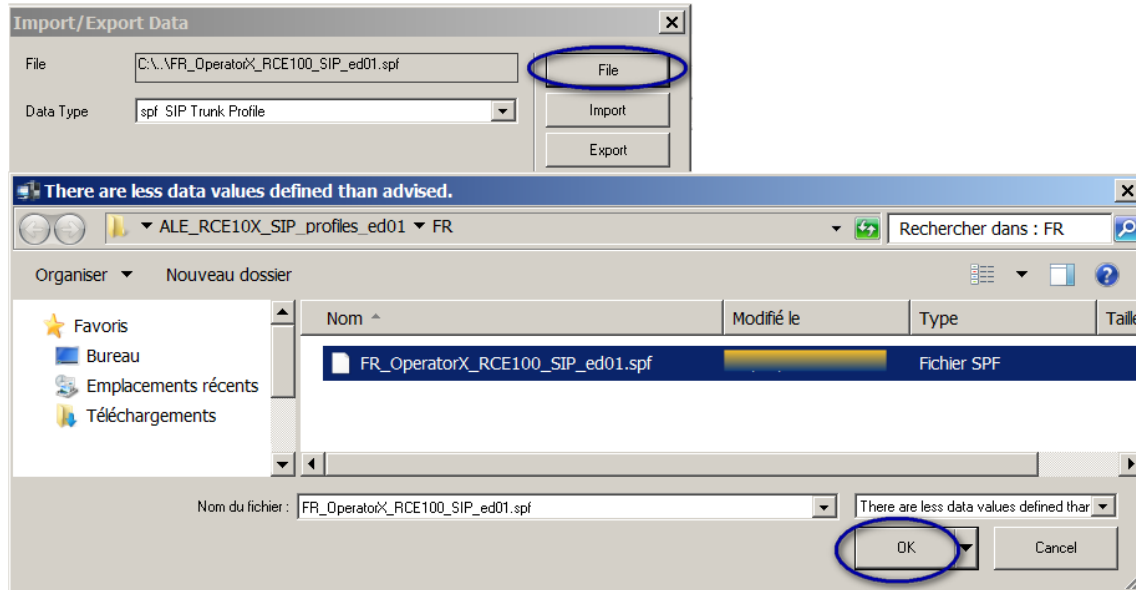 Import/Export Data
File C:\..\FR_OperatorX_RCE100_SIP_ed01.spf File
Data Type spf SIP Trunk Profile Import
Export
There are less data values defined than advised.
ALE_RCE10X_SIP_profiles_ed01 FR Rechercher dans : FR
Organiser Nouveau dossier
Favoris
Bureau
Emplacements récents
Téléchargements
Nom Modifié le Type Taille
FR_OperatorX_RCE100_SIP_ed01.spf Fichier SPF
Nom du fichier : FR_OperatorX_RCE100_SIP_ed01.spf There are less data values defined thar
OK Cancel